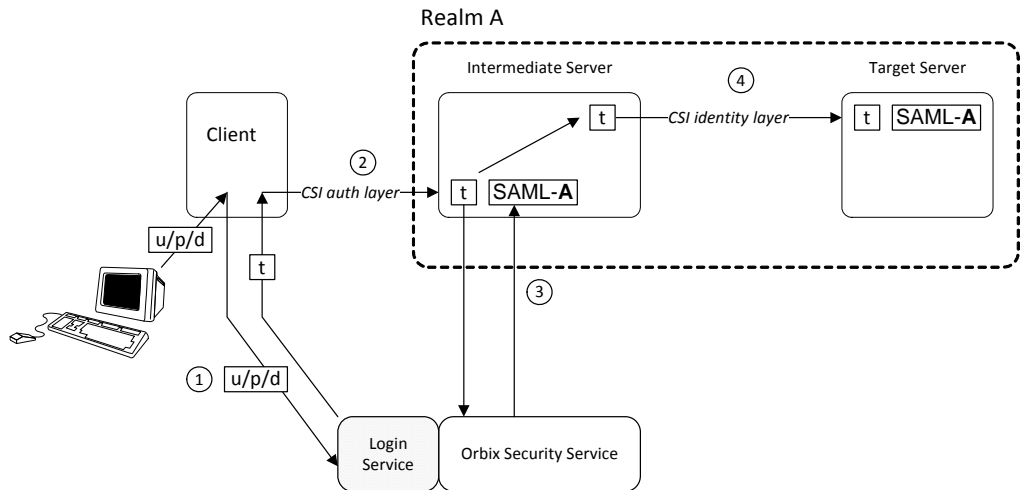 Realm A
Intermediate Server
4
Target Server
t
CSI identity layer
t
SAML-A
Client
2
CSI auth layer
t
SAML-A
u/p/d
t
3
1
u/p/d
Login
Service
Orbix Security Service